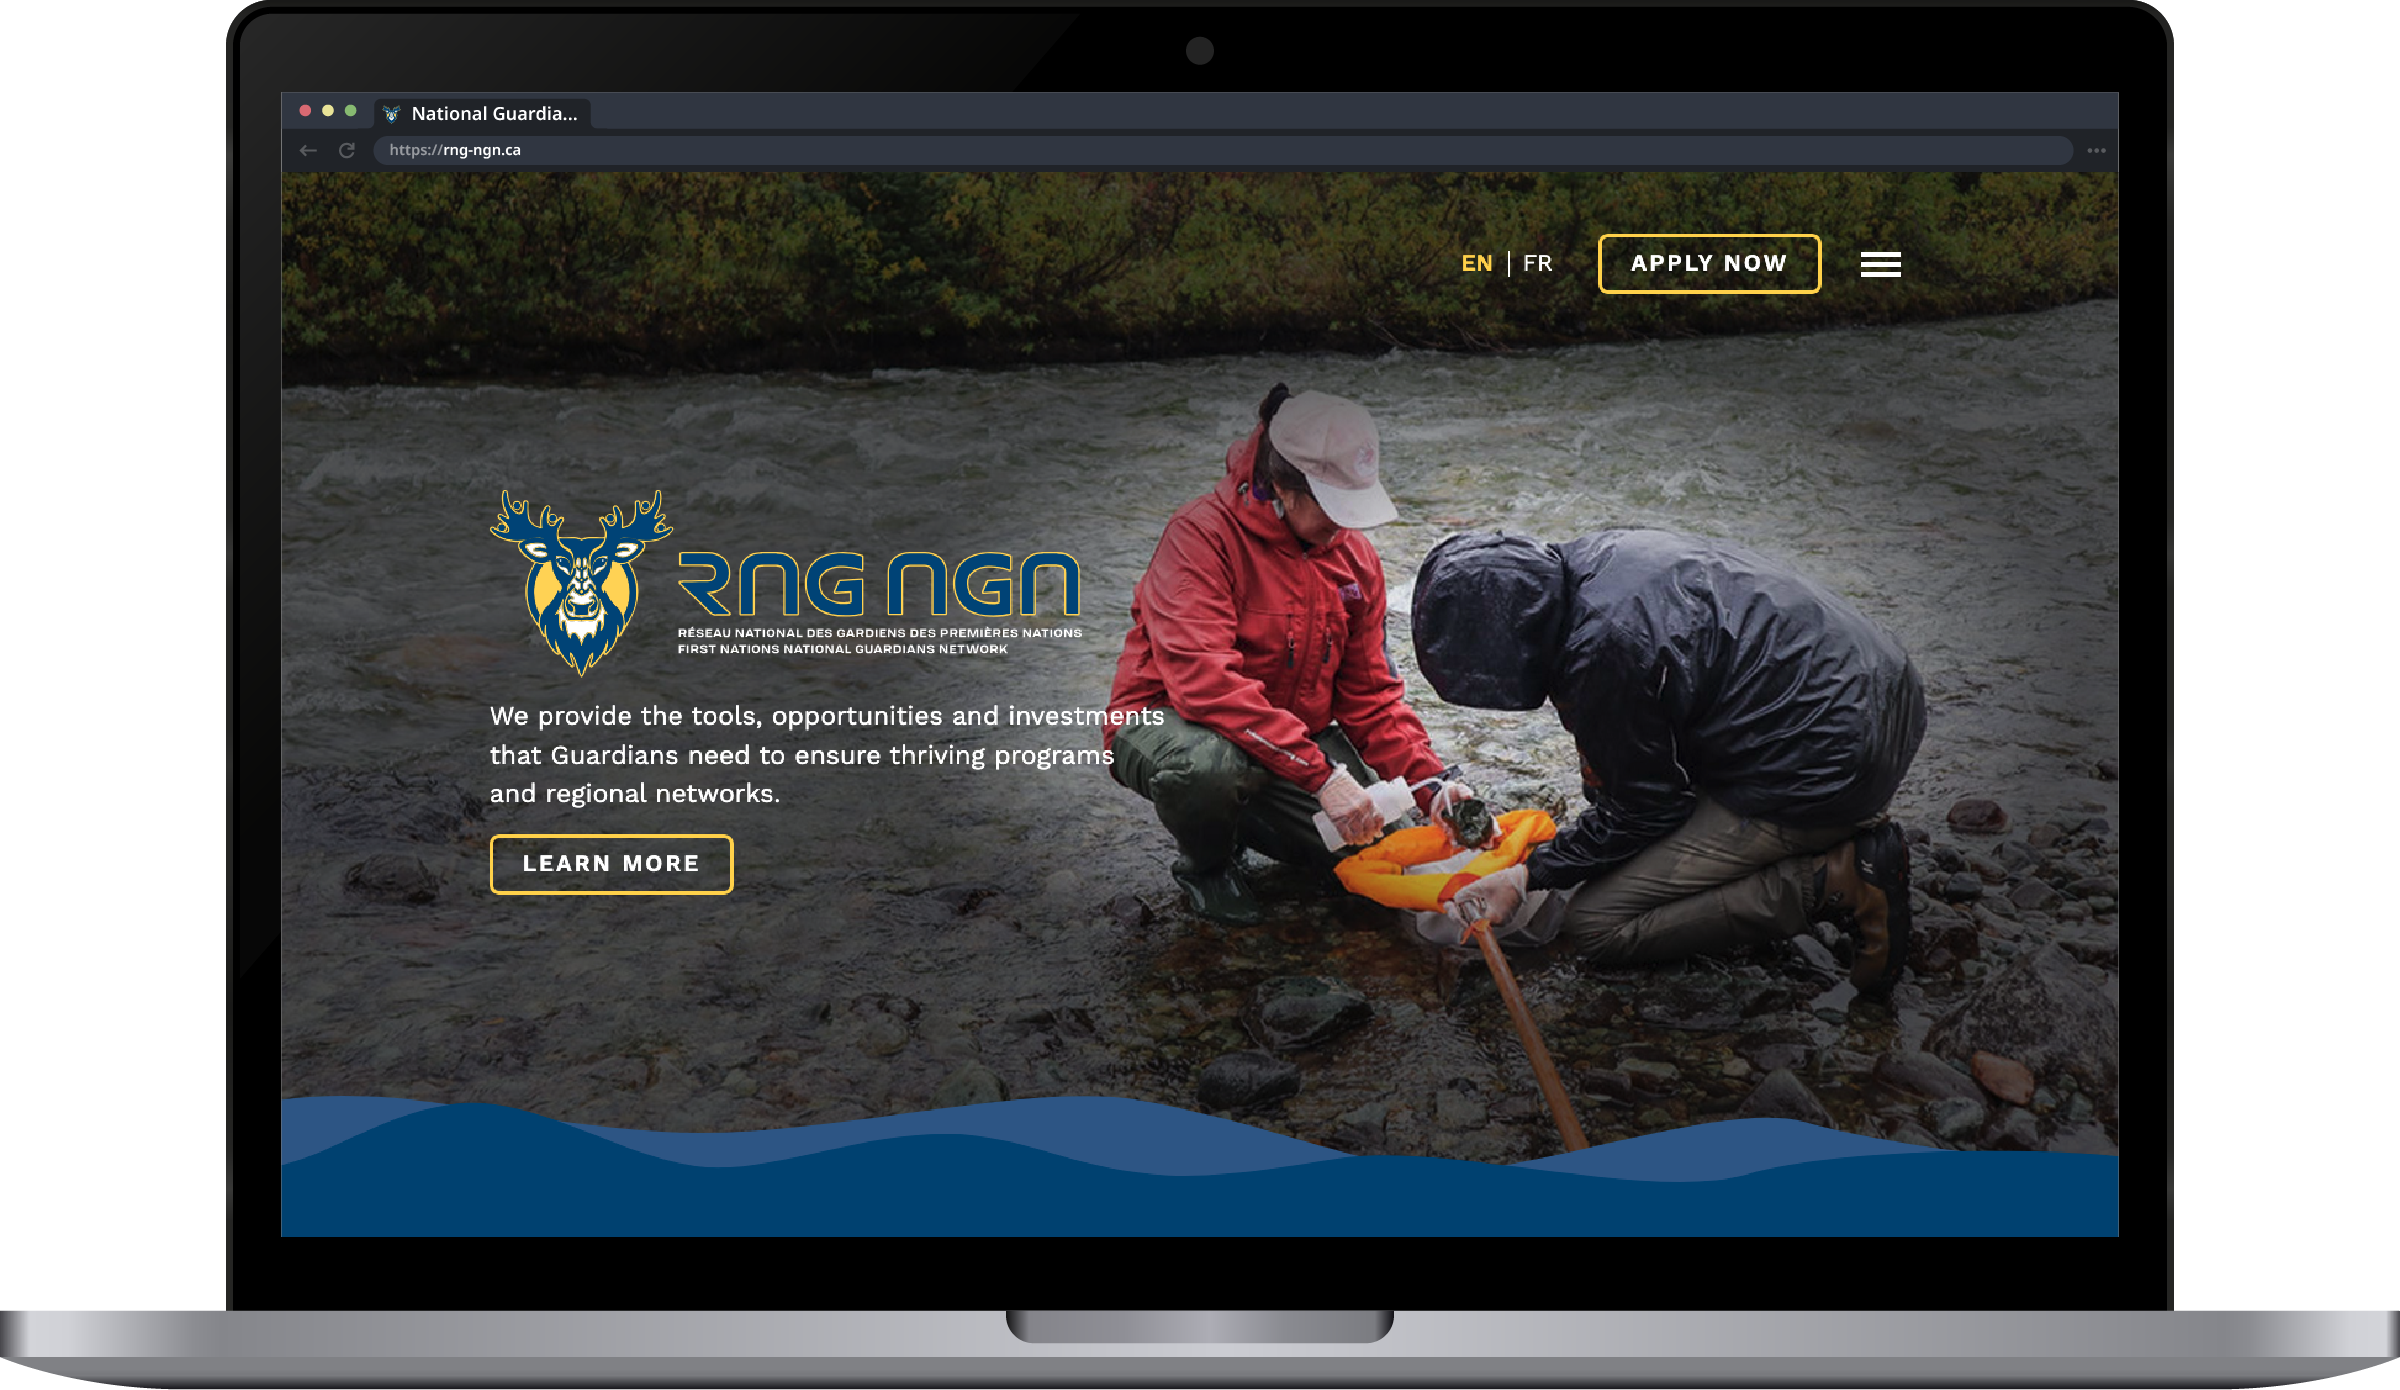 National Guardia...
https://rng-ngn.ca
EN | FR
APPLY NOW
RNG NGN
RÉSEAU NATIONAL DES GARDIENS DES PREMIÈRES NATIONS
FIRST NATIONS NATIONAL GUARDIANS NETWORK
We provide the tools, opportunities and investments
that Guardians need to ensure thriving programs
and regional networks.
LEARN MORE